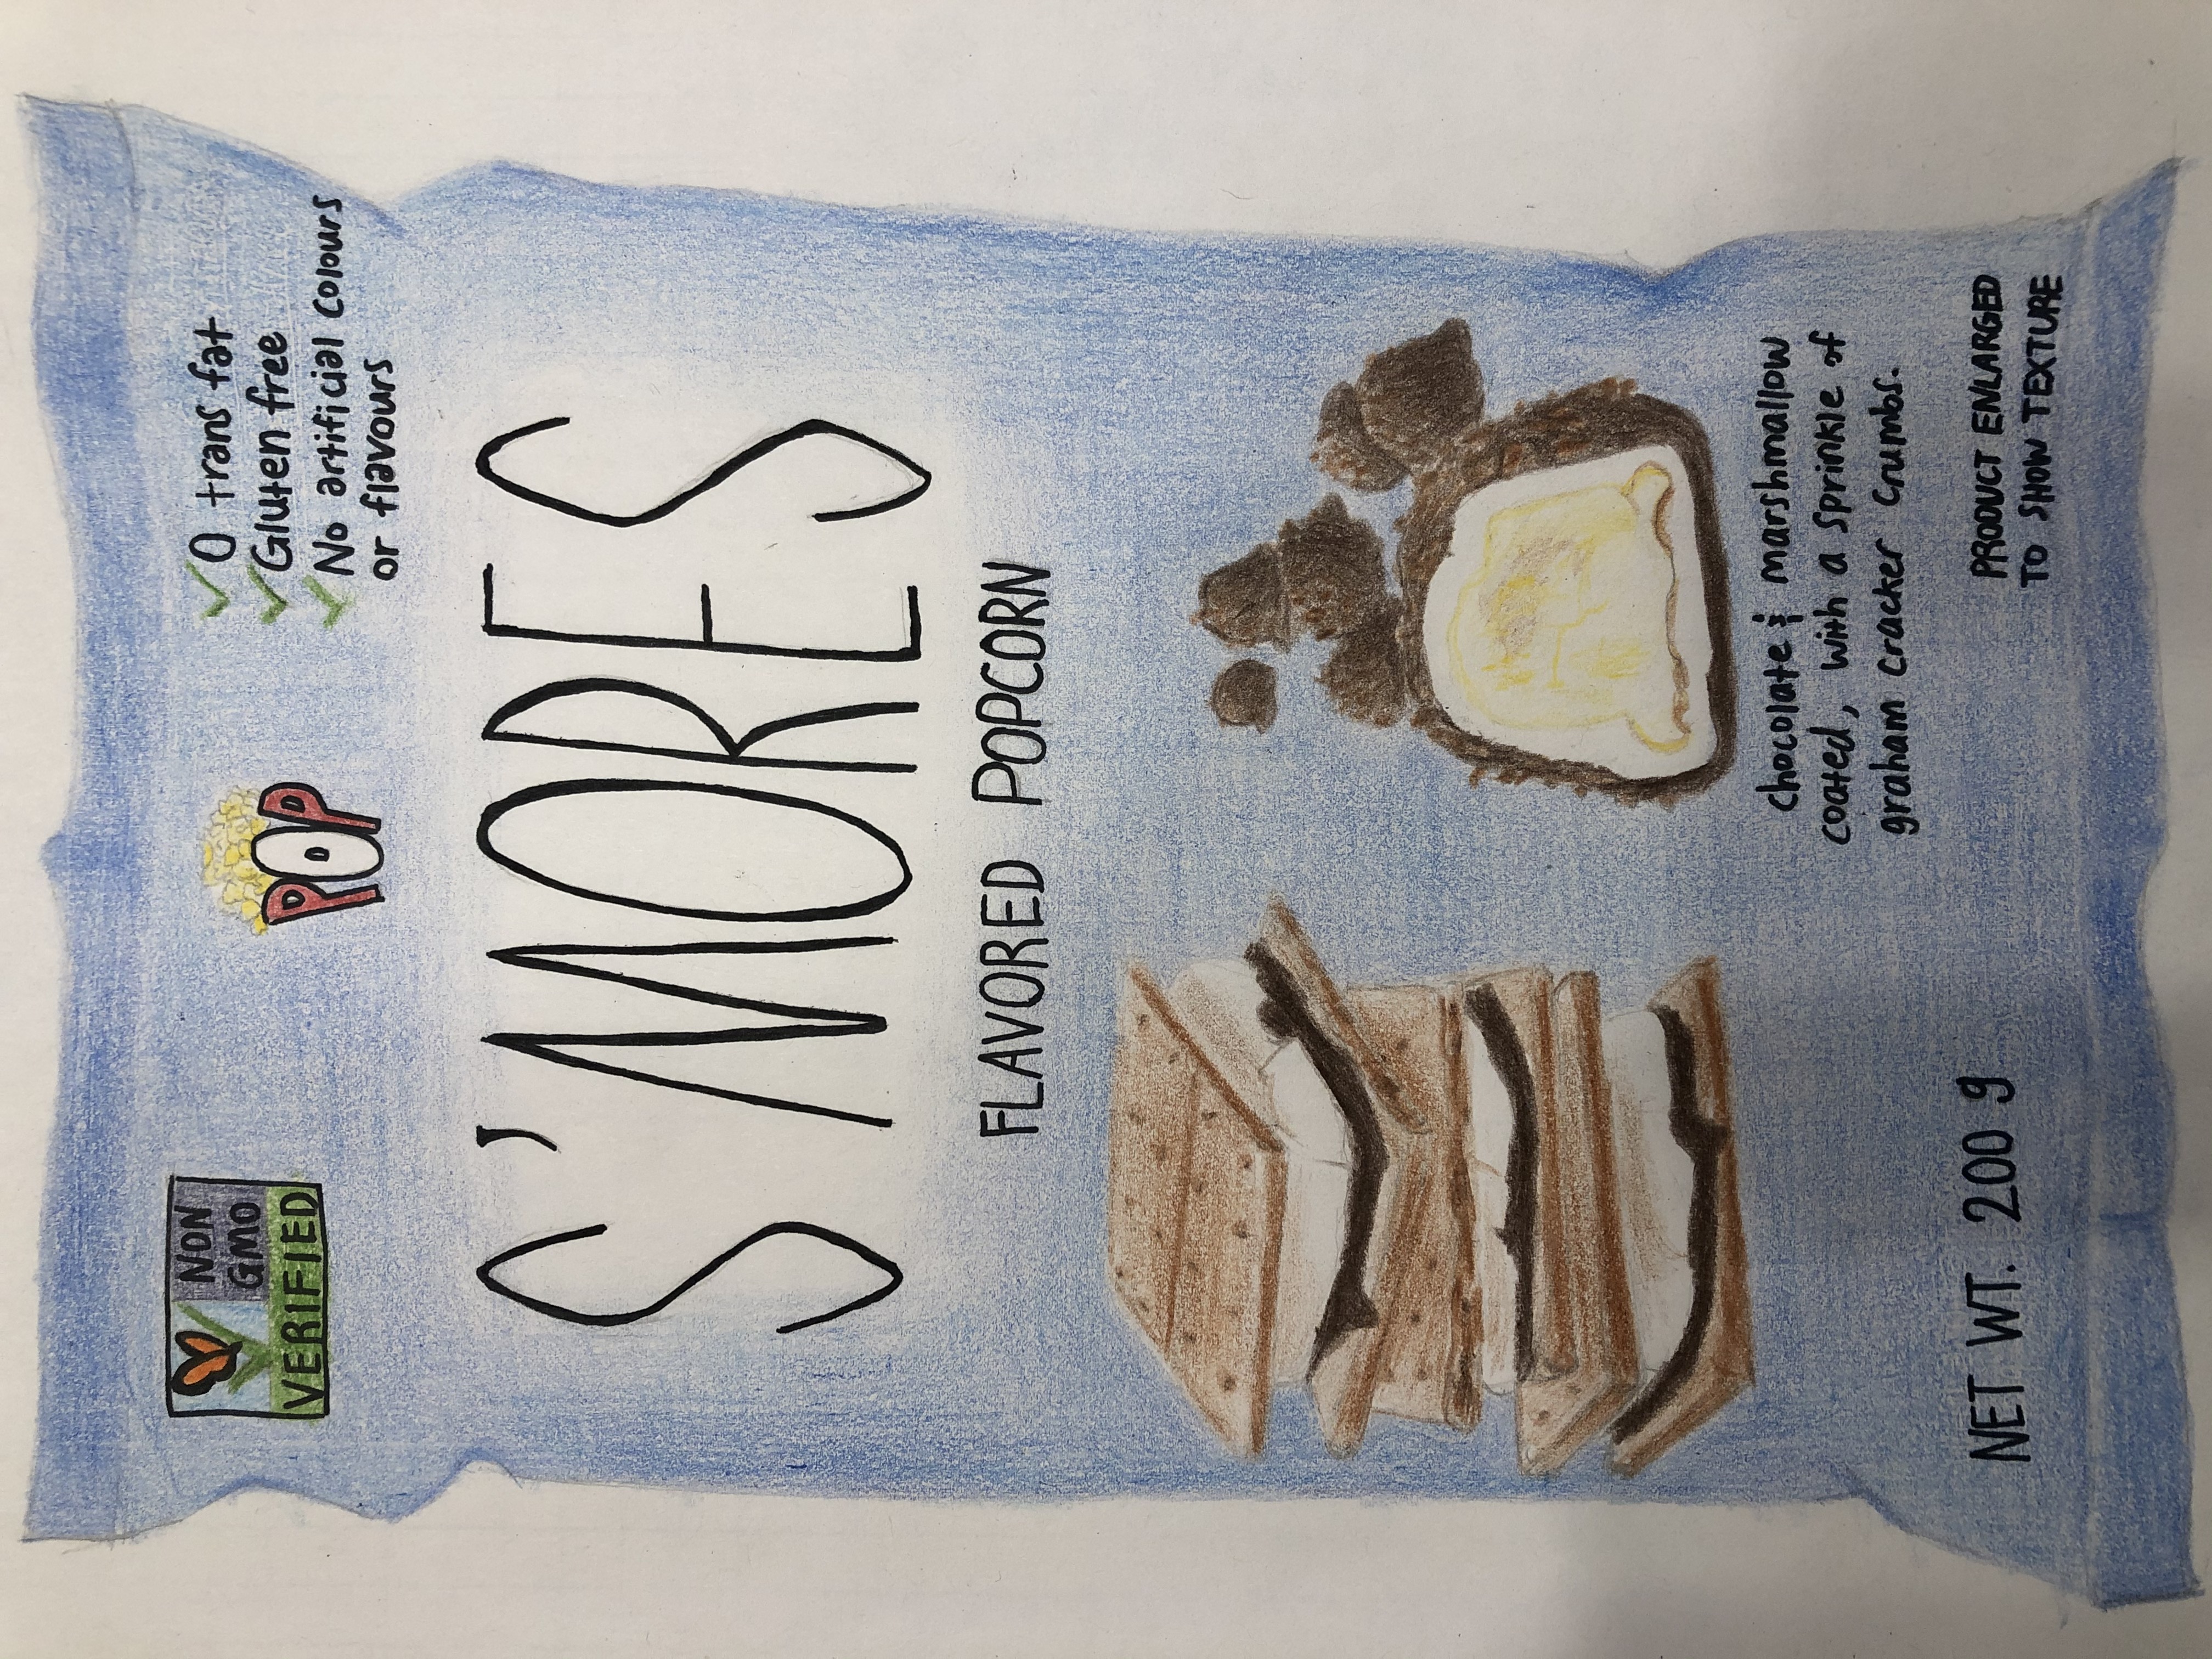 NON
GMO
VERIFIED
POP
0 trans fat
Gluten free
No artificial colours
or flavours
S'MORES
FLAVORED POPCORN
chocolate & marshmallow
coated, with a sprinkle of
graham cracker crumbs.
NET WT. 200 g
PRODUCT ENLARGED
TO SHOW TEXTURE